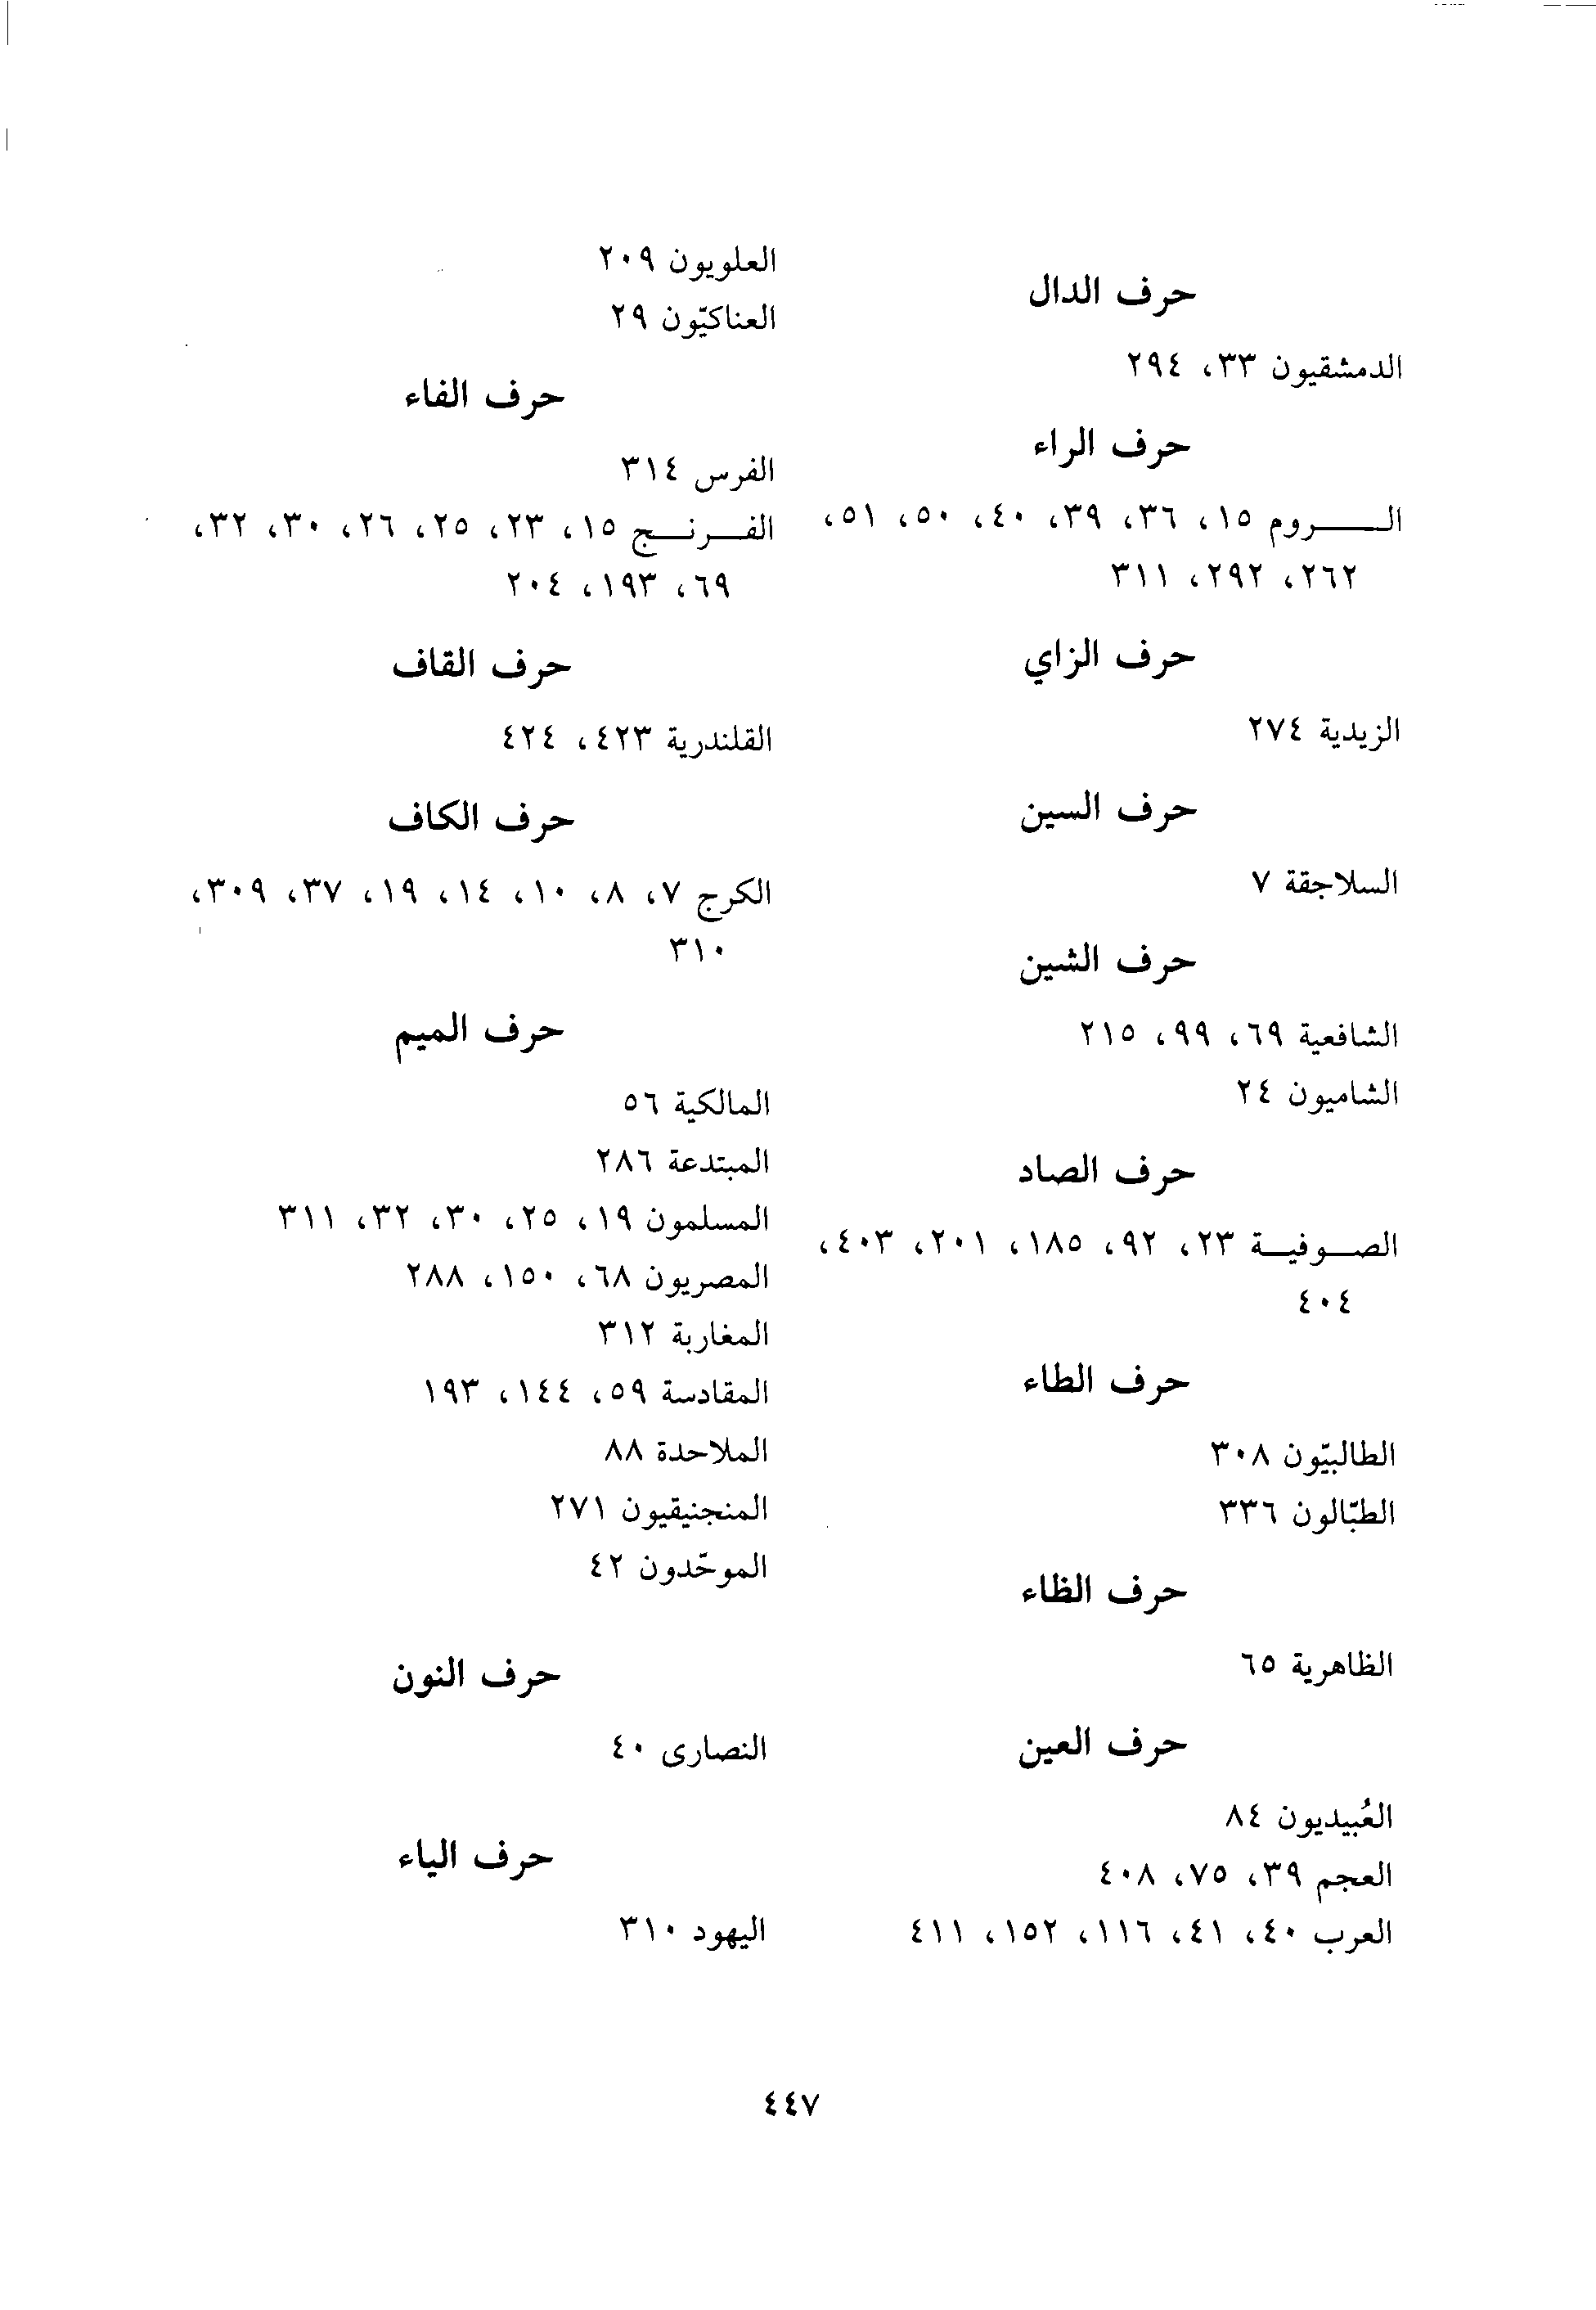 حرف الدال
الدمشقيون ٣٣، ٢٩٤
حرف الراء
الـــروم ١٥، ٣٦، ٣٩، ٤٠، ٥٠، ٥١،
٢٦٢، ٢٩٢، ٣١١
حرف الزاي
الزيدية ٢٧٤
حرف السين
السلاجقة ٧
حرف الشين
الشافعية ٦٩، ٩٩، ٢١٥
الشاميون ٢٤
حرف الصاد
الصـوفيـة ٢٣، ٩٢، ١٨٥، ٢٠١، ٤٠٣،
٤٠٤
حرف الطاء
الطالبيّون ٣٠٨
الطبّالون ٣٣٦
حرف الظاء
الظاهرية ٦٥
حرف العين
العُبيديون ٨٤
العجم ٣٩، ٧٥، ٤٠٨
العرب ٤٠، ٤١، ١١٦، ١٥٢، ٤١١
العلويون ٢٠٩
العناكيّون ٢٩
حرف الفاء
الفرس ٣١٤
الفـرنـج ١٥، ٢٣، ٢٥، ٢٦، ٣٠، ٣٢،
٦٩، ١٩٣، ٢٠٤
حرف القاف
القلندرية ٤٢٣، ٤٢٤
حرف الكاف
الكرج ٧، ٨، ١٠، ١٤، ١٩، ٣٧، ٣٠٩،
٣١٠
حرف الميم
المالكية ٥٦
المبتدعة ٢٨٦
المسلمون ١٩، ٢٥، ٣٠، ٣٢، ٣١١
المصريون ٦٨، ١٥٠، ٢٨٨
المغاربة ٣١٢
المقادسة ٥٩، ١٤٤، ١٩٣
الملاحدة ٨٨
المنجنيقيون ٢٧١
الموحّدون ٤٢
حرف النون
النصارى ٤٠
حرف الياء
اليهود ٣١٠
٤٤٧